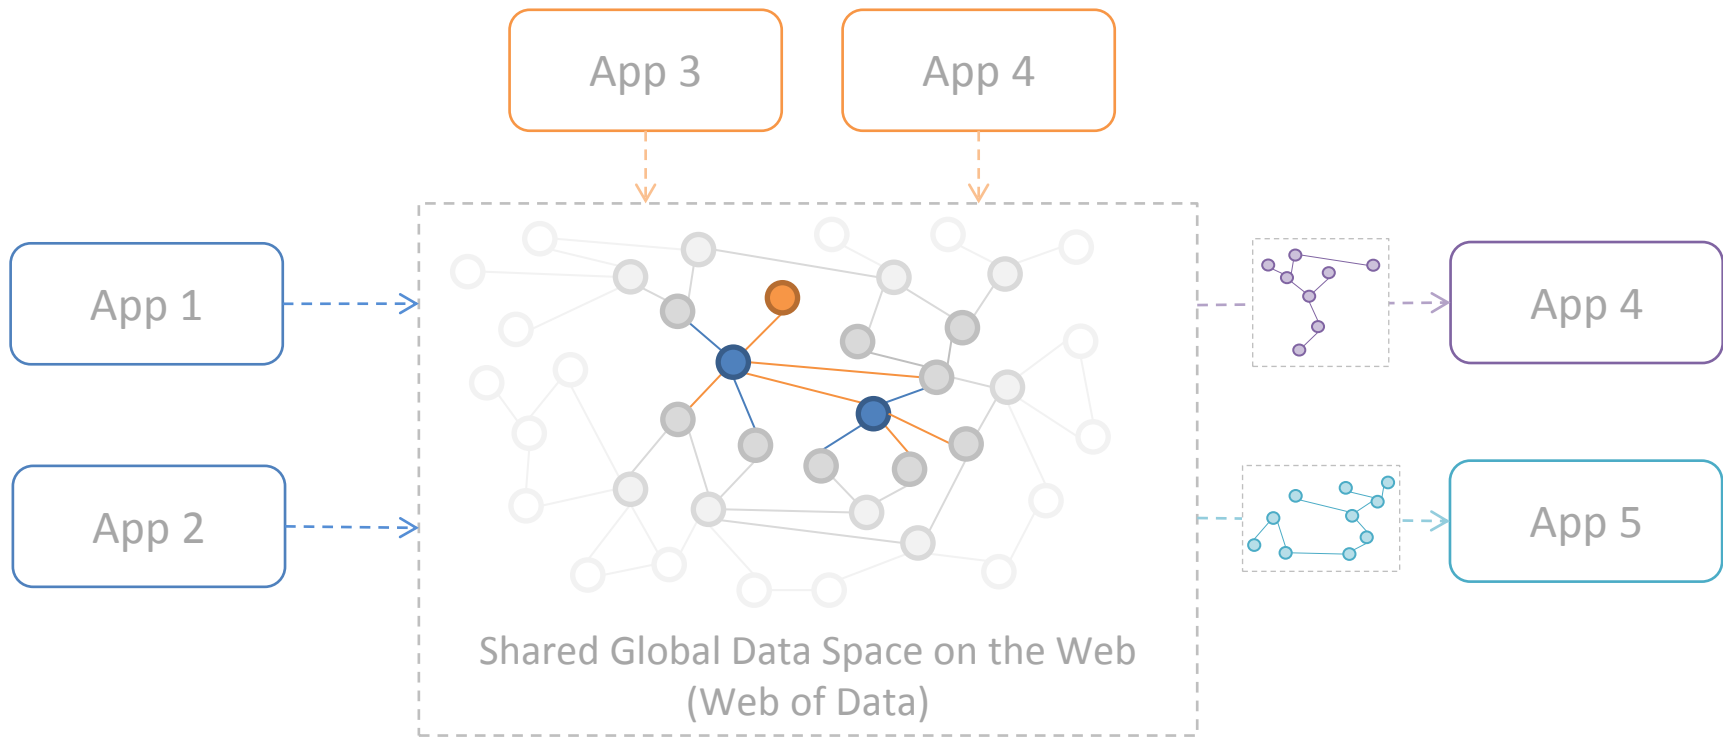 App 3
App 4
App 1
App 4
App 2
App 5
Shared Global Data Space on the Web
(Web of Data)